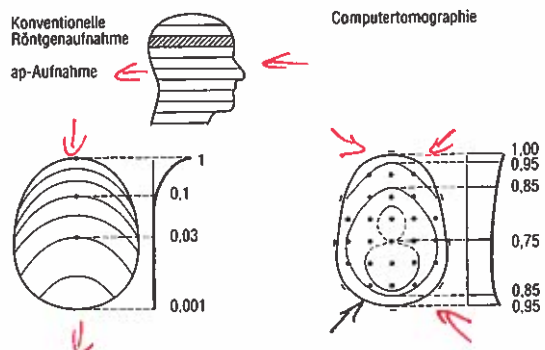 Konventionelle
Röntgenaufnahme
ap-Aufnahme
Computertomographie
1
0,1
0,03
0,001
1.00
0,95
0,85
0,75
0,85
0,95